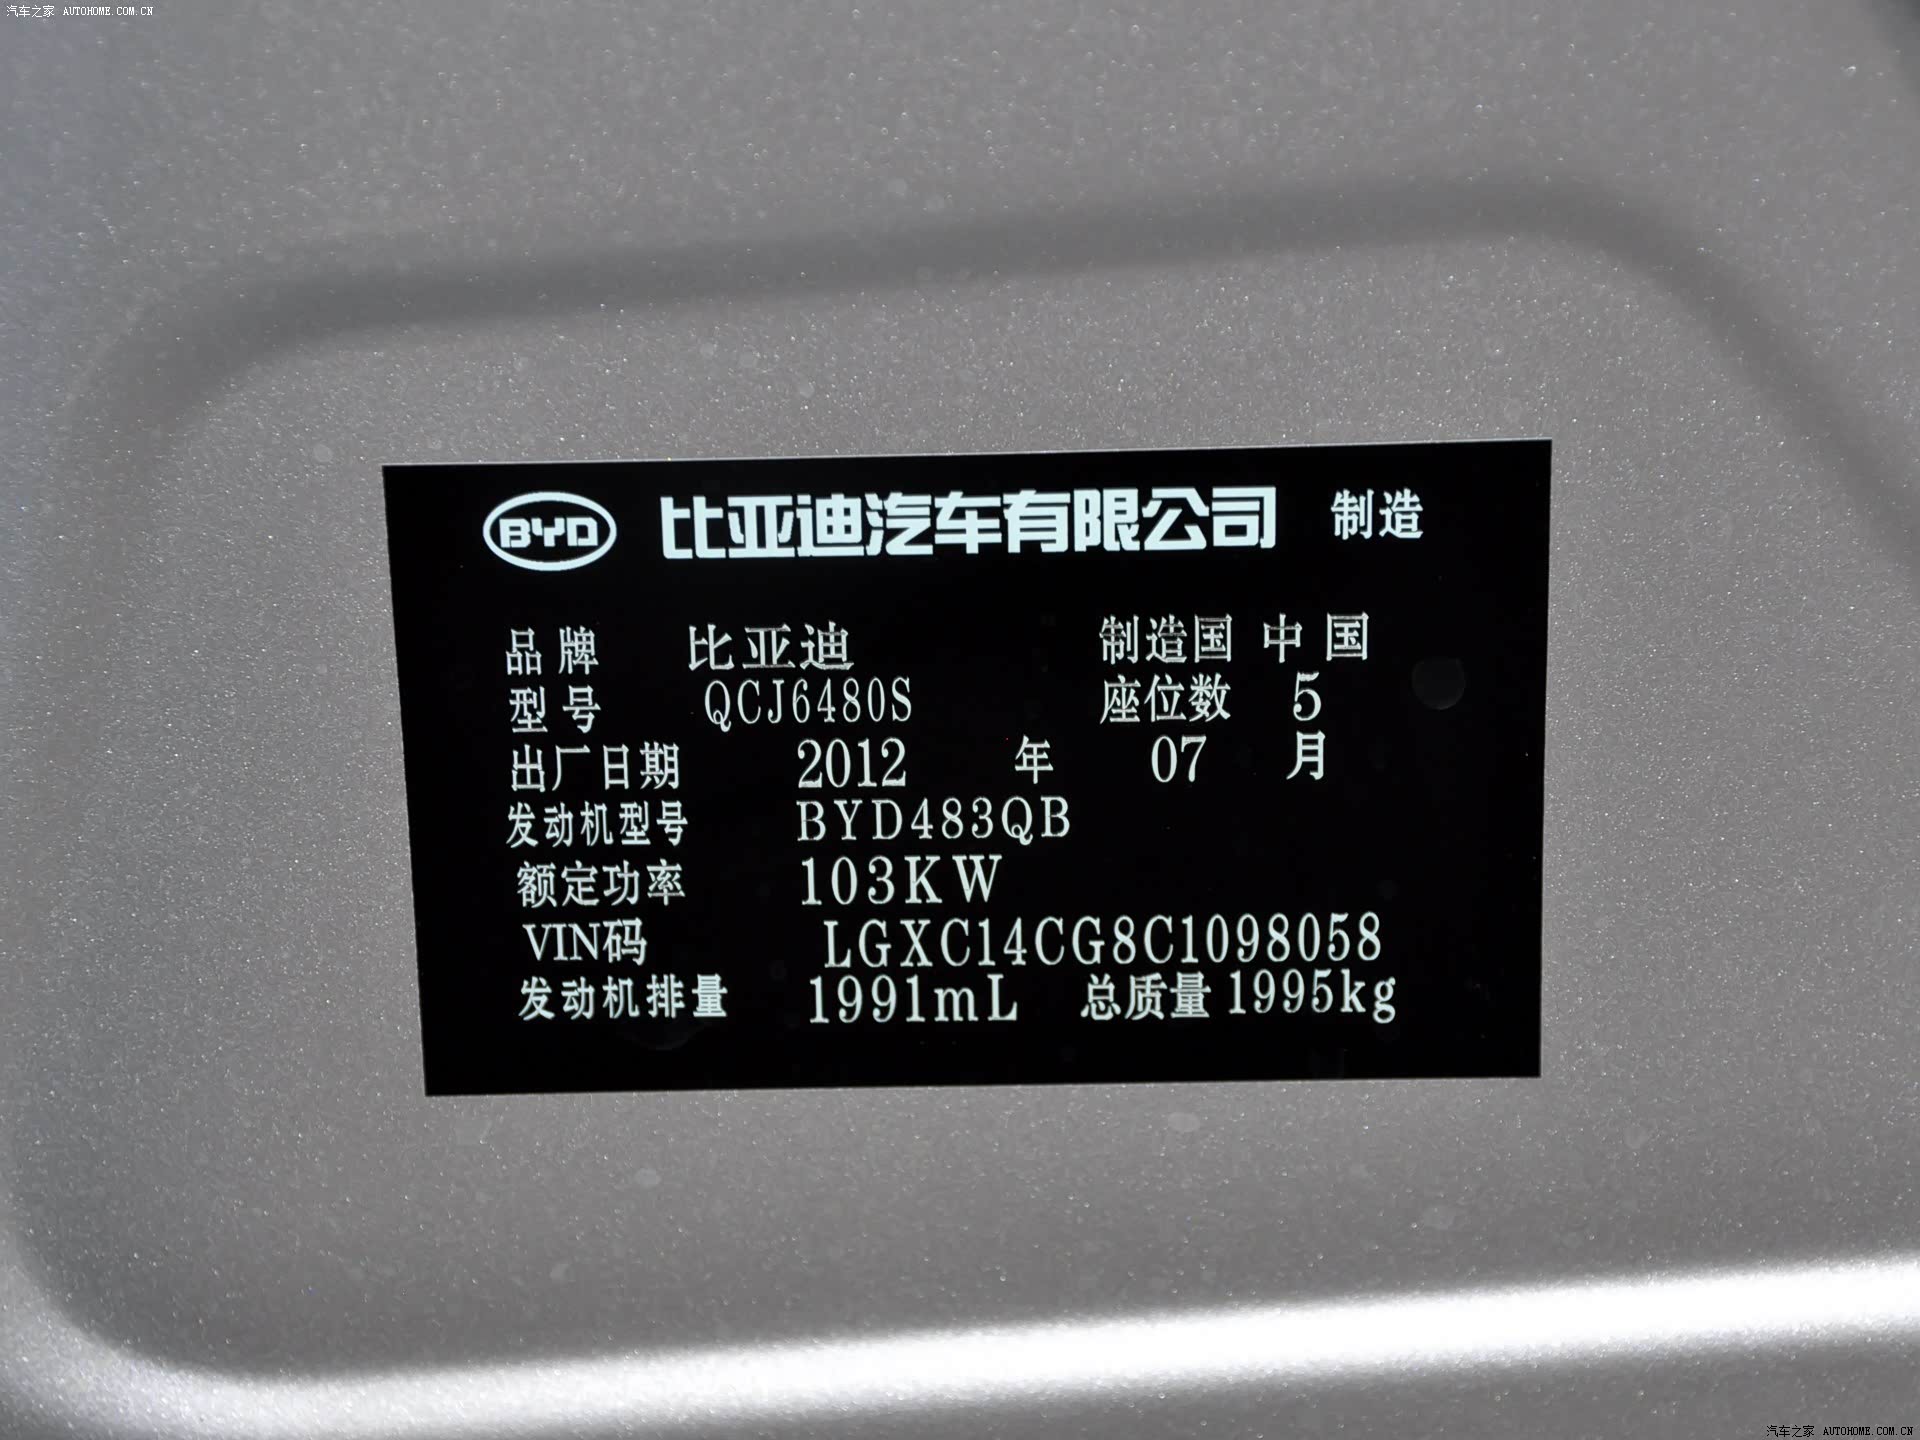 汽车之家 AUTOHOME.COM.CN
BYD 比亚迪汽车有限公司 制造
品牌 比亚迪 制造国 中国
型号 QCJ6480S 座位数 5
出厂日期 2012 年 07 月
发动机型号 BYD483QB
额定功率 103KW
VIN码 LGXC14CG8C1098058
发动机排量 1991mL 总质量 1995kg
汽车之家 AUTOHOME.COM.CN